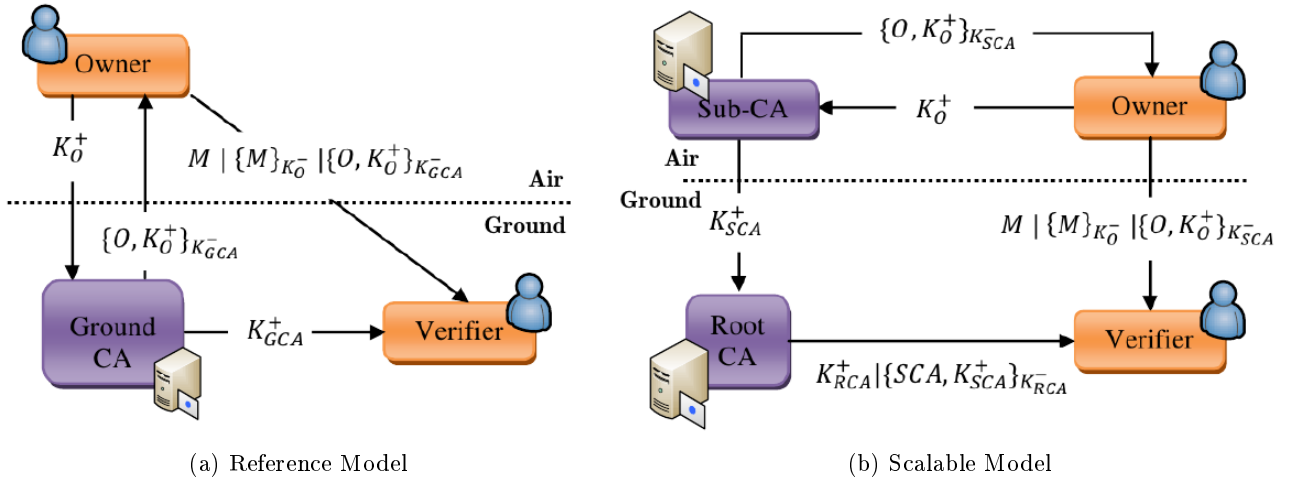 Owner
K_O^+
M | {M}_{K_O^-} |{O, K_O^+}_{K_{GCA}^-}
Air
Ground
{O, K_O^+}_{K_{GCA}^-}
Ground
CA
K_{GCA}^+
Verifier
(a) Reference Model
{O, K_O^+}_{K_{SCA}^-}
Sub-CA
K_O^+
Owner
Air
Ground
K_{SCA}^+
M | {M}_{K_O^-} |{O, K_O^+}_{K_{SCA}^-}
Root
CA
Verifier
K_{RCA}^+|{SCA, K_{SCA}^+}_{K_{RCA}^-}
(b) Scalable Model